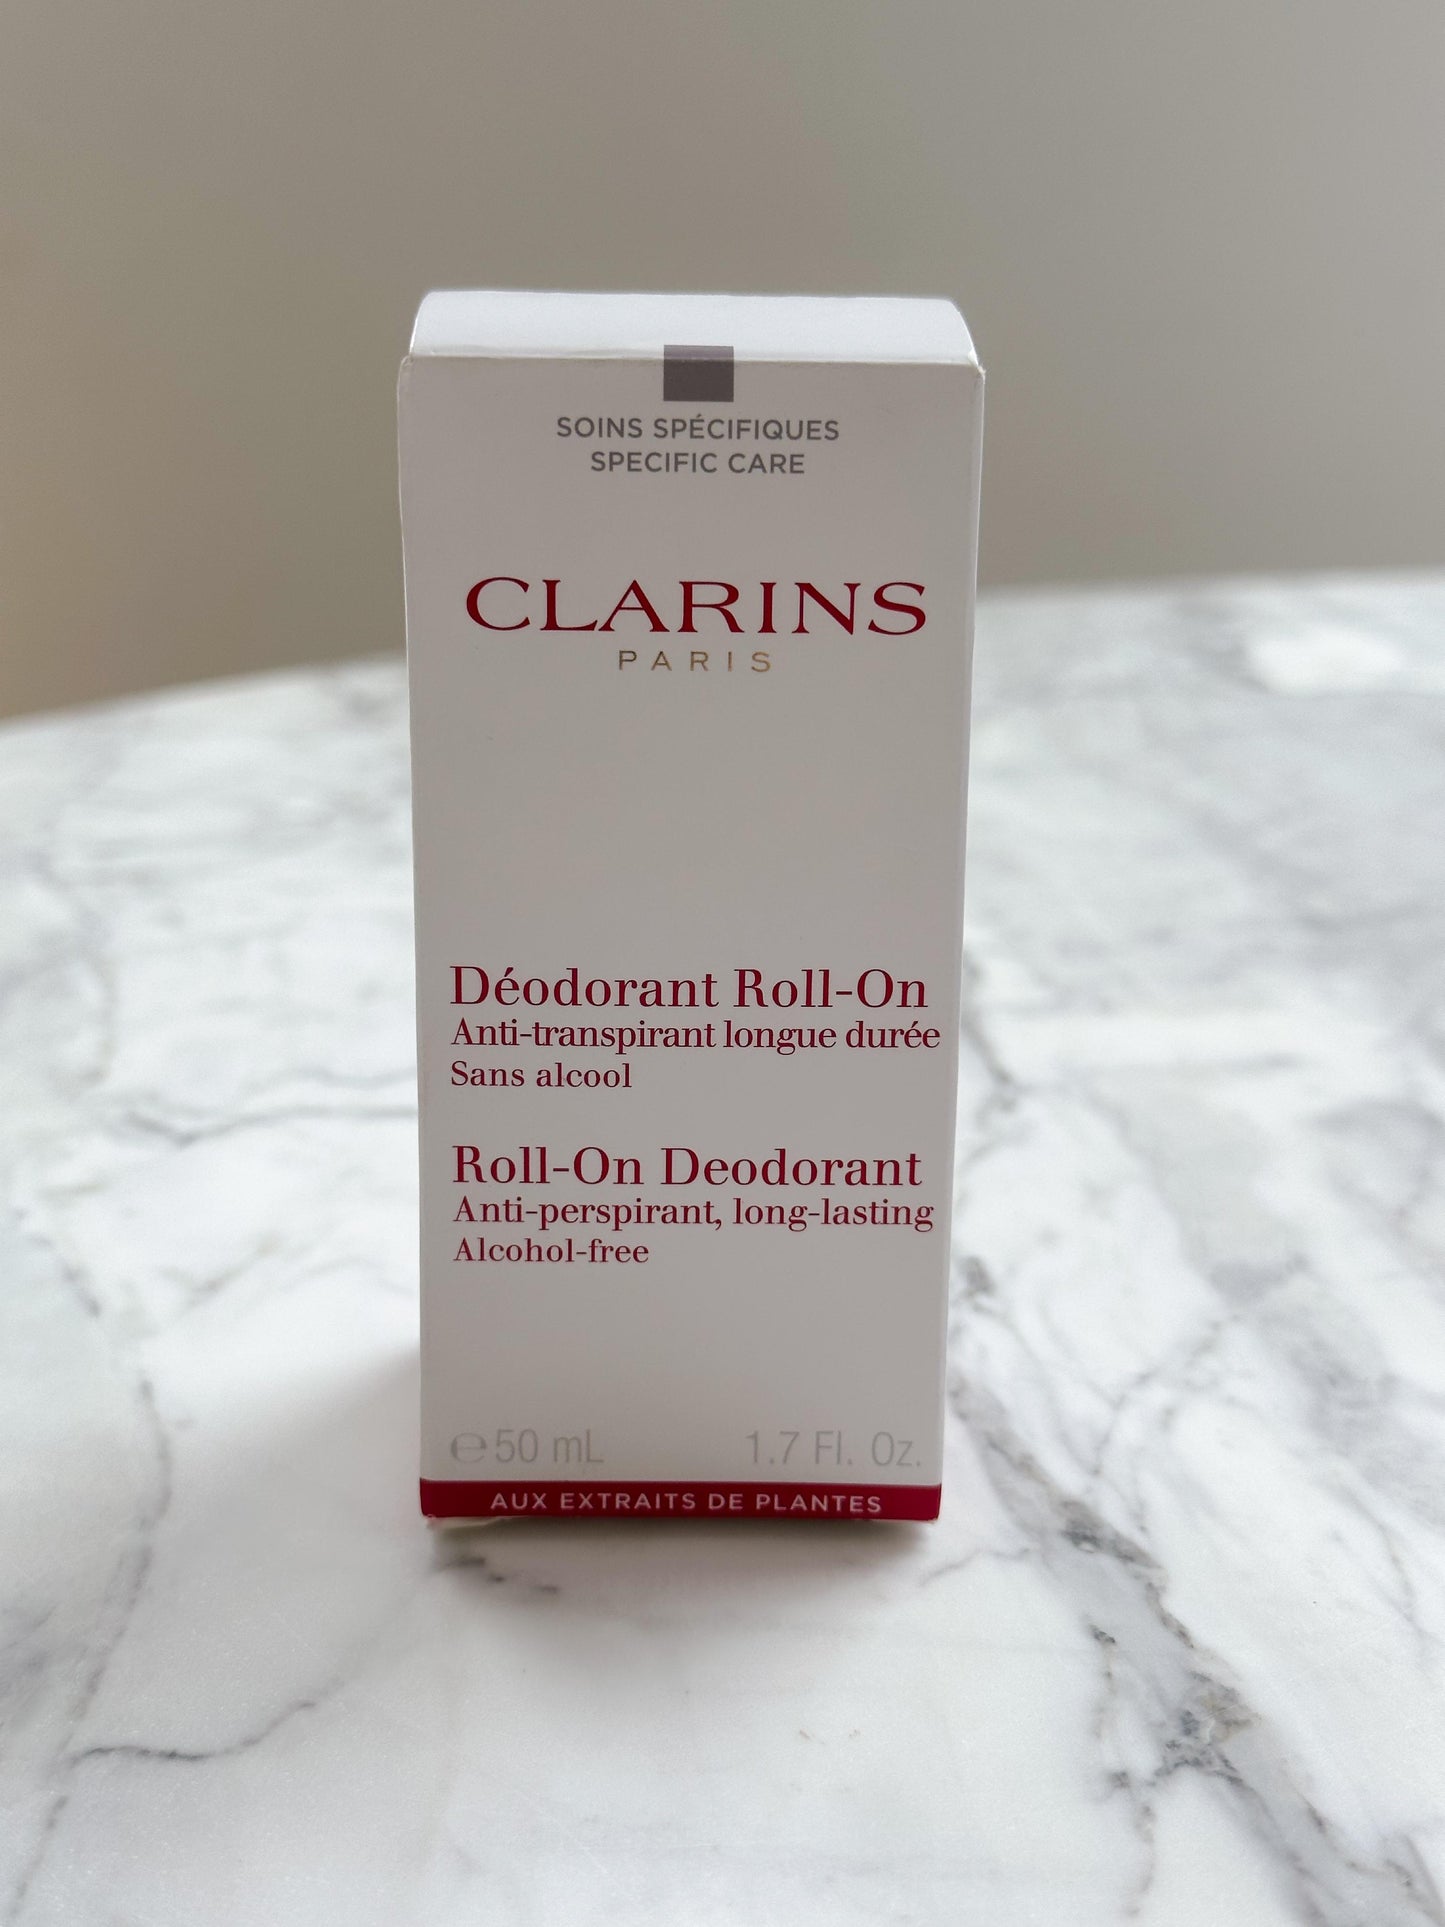 SOINS SPÉCIFIQUES
SPECIFIC CARE
CLARINS
PARIS
Déodorant Roll-On
Anti-transpirant longue durée
Sans alcool
Roll-On Deodorant
Anti-perspirant, long-lasting
Alcohol-free
℮50 mL 1.7 Fl. Oz.
AUX EXTRAITS DE PLANTES